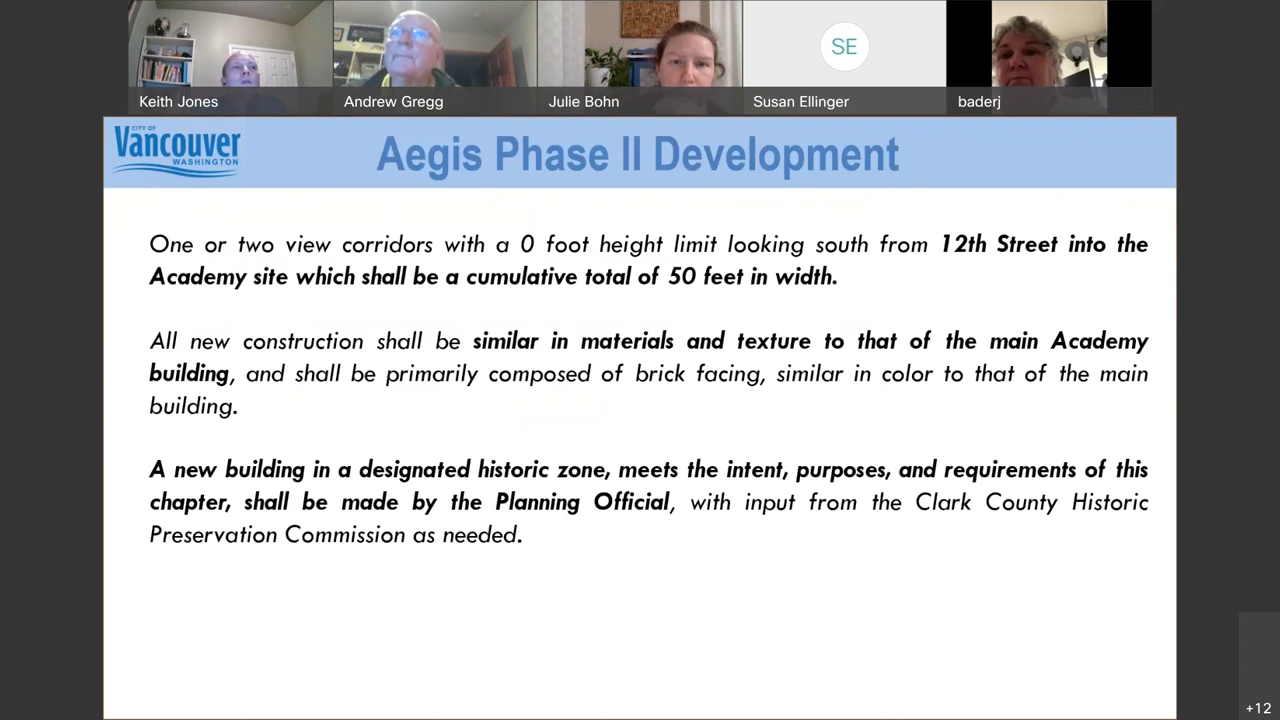 Keith Jones
Andrew Gregg
Julie Bohn
SE
Susan Ellinger
baderj
CITY OF
Vancouver
WASHINGTON
Aegis Phase II Development
One or two view corridors with a 0 foot height limit looking south from 12th Street into the
Academy site which shall be a cumulative total of 50 feet in width.
All new construction shall be similar in materials and texture to that of the main Academy
building, and shall be primarily composed of brick facing, similar in color to that of the main
building.
A new building in a designated historic zone, meets the intent, purposes, and requirements of this
chapter, shall be made by the Planning Official, with input from the Clark County Historic
Preservation Commission as needed.
+12